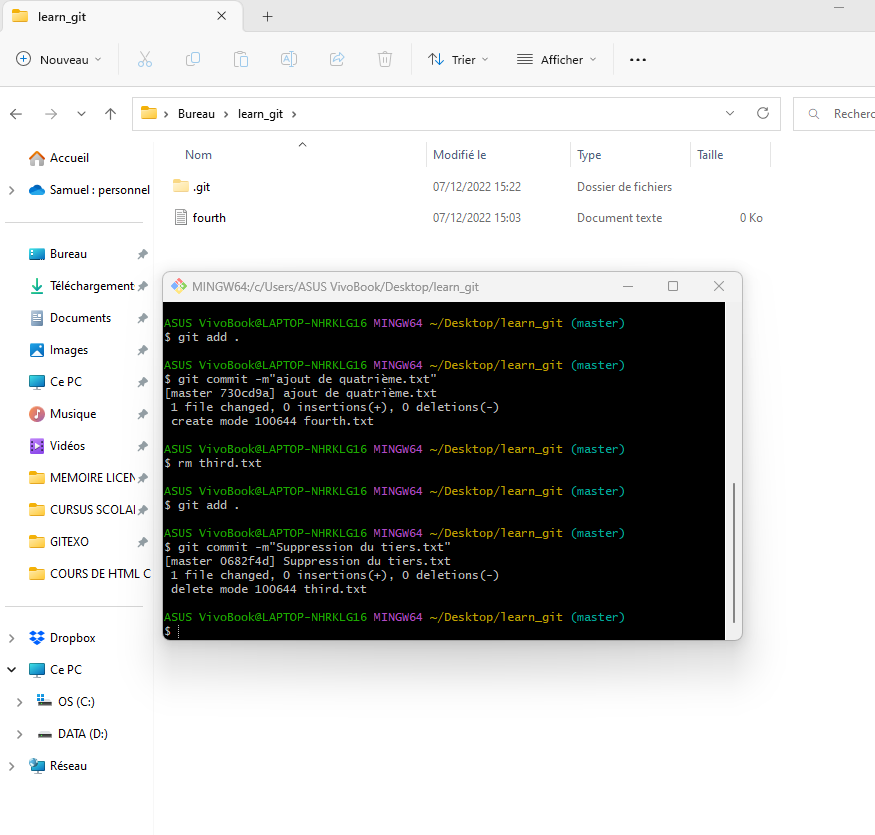 learn_git
Nouveau
Trier
Afficher
Bureau
learn_git
Recherc
Accueil
Samuel : personnel
Bureau
Téléchargement
Documents
Images
Ce PC
Musique
Vidéos
MEMOIRE LICEN
CURSUS SCOLAI
GITEXO
COURS DE HTML C
Dropbox
Ce PC
OS (C:)
DATA (D:)
Réseau
Nom Modifié le Type Taille
.git 07/12/2022 15:22 Dossier de fichiers
fourth 07/12/2022 15:03 Document texte 0 Ko
MINGW64:/c/Users/ASUS VivoBook/Desktop/learn_git
ASUS VivoBook@LAPTOP-NHRKLG16 MINGW64 ~/Desktop/learn_git (master)
$ git add .
ASUS VivoBook@LAPTOP-NHRKLG16 MINGW64 ~/Desktop/learn_git (master)
$ git commit -m"ajout de quatrième.txt"
[master 730cd9a] ajout de quatrième.txt
1 file changed, 0 insertions(+), 0 deletions(-)
create mode 100644 fourth.txt
ASUS VivoBook@LAPTOP-NHRKLG16 MINGW64 ~/Desktop/learn_git (master)
$ rm third.txt
ASUS VivoBook@LAPTOP-NHRKLG16 MINGW64 ~/Desktop/learn_git (master)
$ git add .
ASUS VivoBook@LAPTOP-NHRKLG16 MINGW64 ~/Desktop/learn_git (master)
$ git commit -m"Suppression du tiers.txt"
[master 0682f4d] Suppression du tiers.txt
1 file changed, 0 insertions(+), 0 deletions(-)
delete mode 100644 third.txt
ASUS VivoBook@LAPTOP-NHRKLG16 MINGW64 ~/Desktop/learn_git (master)
$